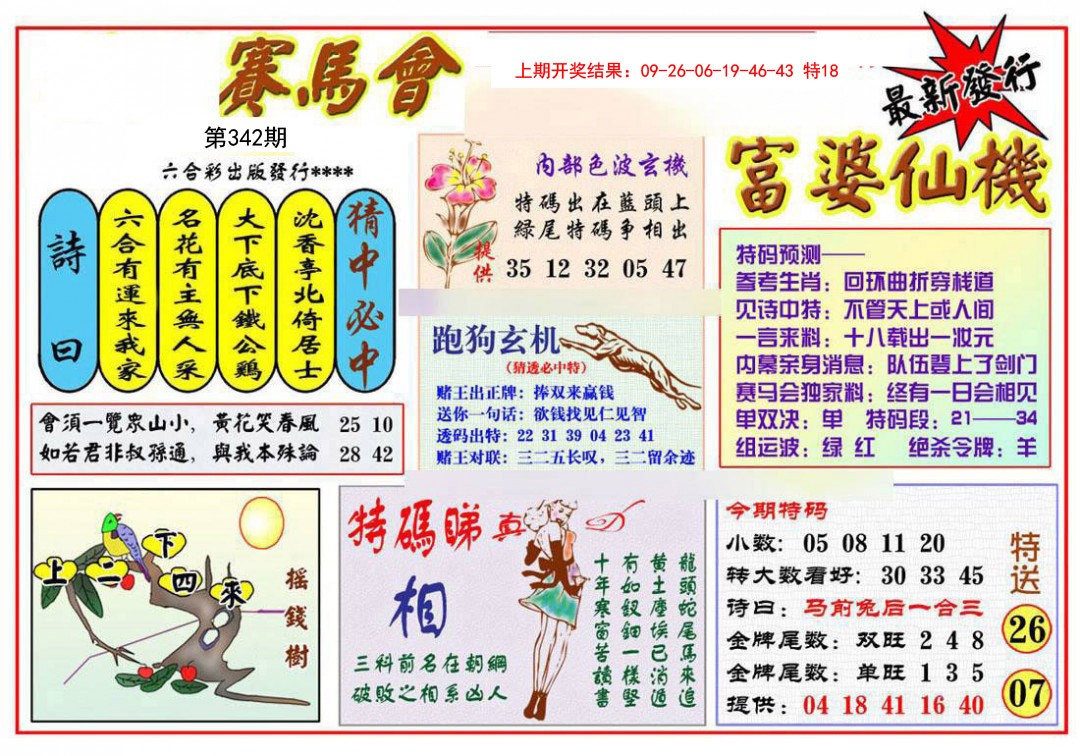 賽馬會
上期开奖结果：09-26-06-19-46-43 特18
最新發行
第342期
六合彩出版發行****
富婆仙機
詩曰
六合有運來我家
名花有主無人采
大下底下鐵公鷄
沈香亭北倚居士
猜中必中
會須一覽眾山小，黃花笑春風 25 10
如若君非叔孫通，與我本殊論 28 42
内部色波玄機
特碼出在藍頭上
綠尾特碼爭相出
提供
35 12 32 05 47
跑狗玄机
（猜透必中特）
赌王出正牌：捧双来赢钱
送你一句话：欲钱找见仁见智
透码出特：22 31 39 04 23 41
赌王对联：三二五长叹，三二留余迹
特码预测——
参考生肖：回环曲折穿栈道
见诗中特：不管天上或人间
一言来料：十八载出一汝元
内幕亲身消息：队伍登上了剑门
赛马会独家料：终有一日会相见
单双决：单 特码段：21——34
组运波：绿 红 绝杀令牌：羊
上二四下來
搖錢樹
特碼睇真D
相
三科前名在朝綱
破敗之相系凶人
龍頭蛇尾馬來追
黄土塵埃已消遁
有如釵鈿一樣堅
十年寒窗苦讀書
今期特码
小数：05 08 11 20
转大数看好：30 33 45
诗曰：马前兔后一合三
金牌尾数：双旺 2 4 8
金牌尾数：单旺 1 3 5
提供：04 18 41 16 40
特送
26
07